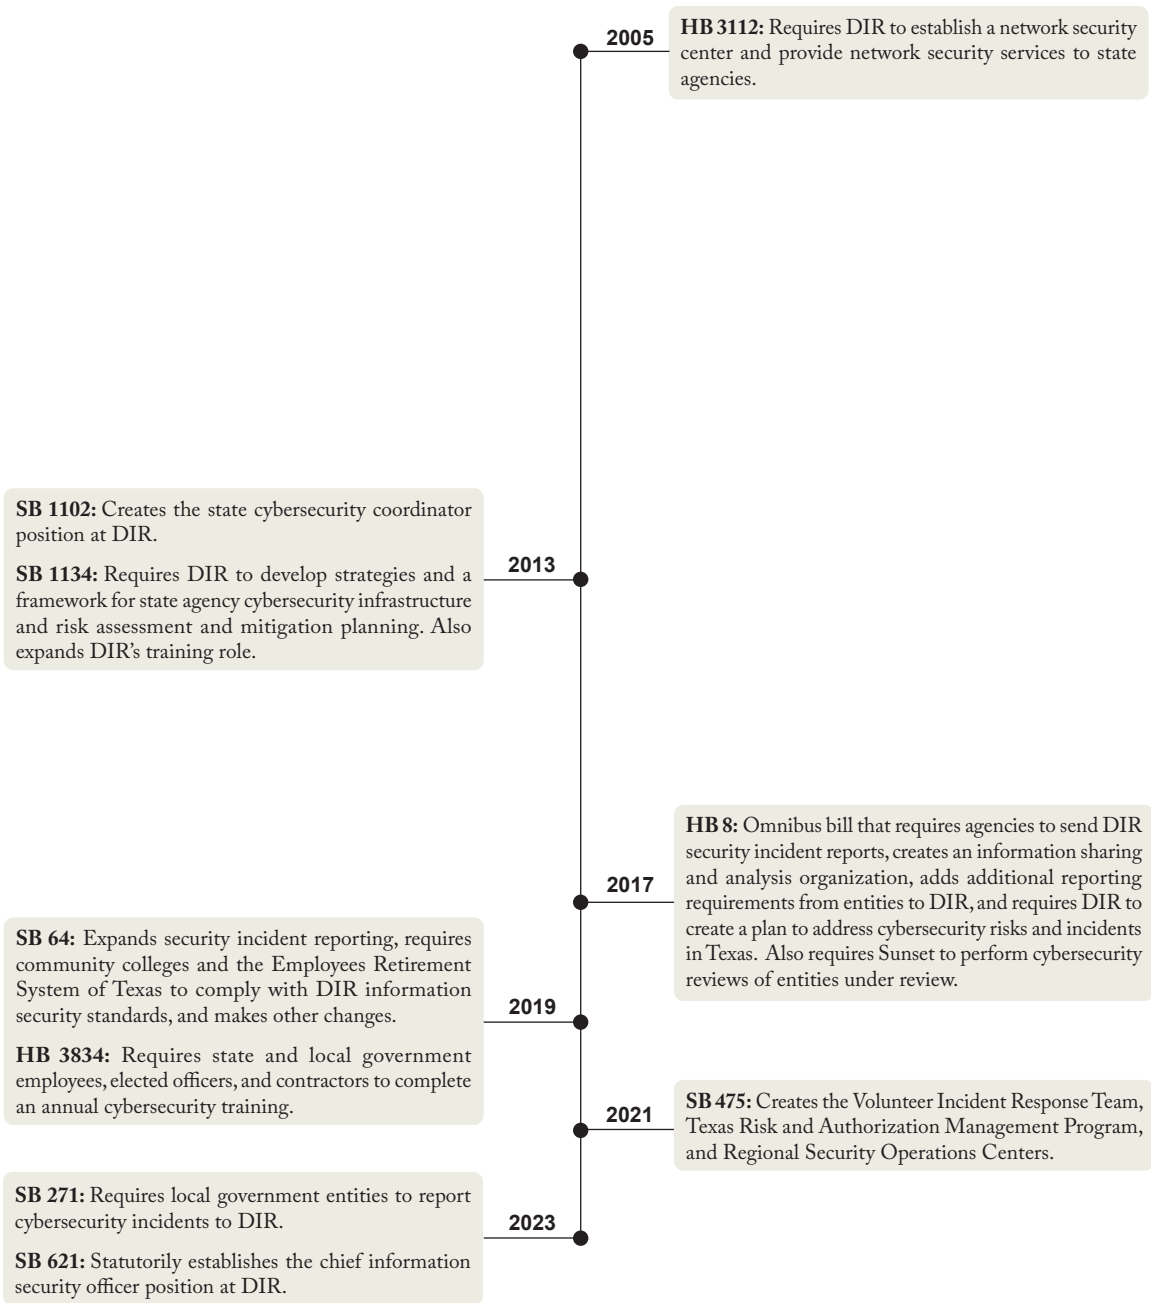 2005
HB 3112: Requires DIR to establish a network security
center and provide network security services to state
agencies.
SB 1102: Creates the state cybersecurity coordinator
position at DIR.
SB 1134: Requires DIR to develop strategies and a
framework for state agency cybersecurity infrastructure
and risk assessment and mitigation planning. Also
expands DIR’s training role.
2013
2017
HB 8: Omnibus bill that requires agencies to send DIR
security incident reports, creates an information sharing
and analysis organization, adds additional reporting
requirements from entities to DIR, and requires DIR to
create a plan to address cybersecurity risks and incidents
in Texas. Also requires Sunset to perform cybersecurity
reviews of entities under review.
SB 64: Expands security incident reporting, requires
community colleges and the Employees Retirement
System of Texas to comply with DIR information
security standards, and makes other changes.
HB 3834: Requires state and local government
employees, elected officers, and contractors to complete
an annual cybersecurity training.
2019
2021
SB 475: Creates the Volunteer Incident Response Team,
Texas Risk and Authorization Management Program,
and Regional Security Operations Centers.
SB 271: Requires local government entities to report
cybersecurity incidents to DIR.
SB 621: Statutorily establishes the chief information
security officer position at DIR.
2023